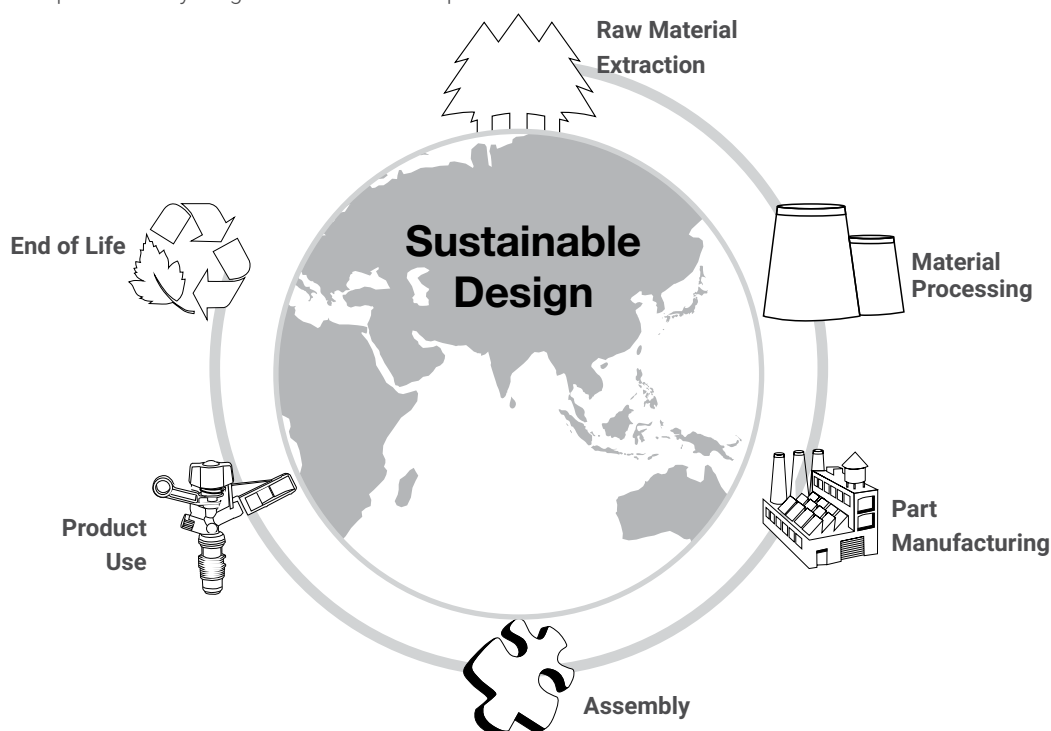 Raw Material
Extraction
Sustainable
Design
End of Life
Material
Processing
Part
Manufacturing
Product
Use
Assembly